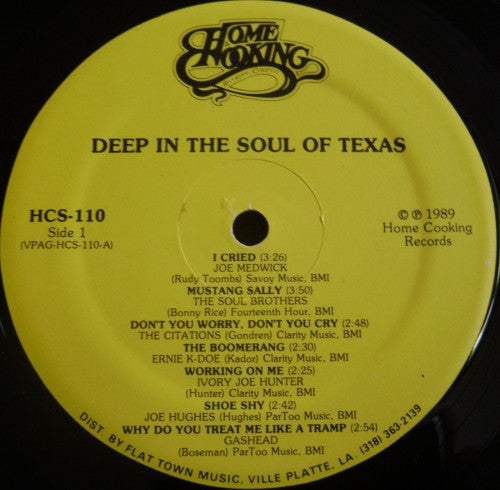 HOME
COOKING
DEEP IN THE SOUL OF TEXAS
HCS-110
Side 1
(VPAG-HCS-110-A)
© ℗ 1989
Home Cooking
Records
I CRIED (3:26)
JOE MEDWICK
(Rudy Toombs) Savoy Music, BMI
MUSTANG SALLY (3:50)
THE SOUL BROTHERS
(Bonny Rice) Fourteenth Hour, BMI
DON'T YOU WORRY, DON'T YOU CRY (2:48)
THE CITATIONS (Gondren) Clarity Music, BMI
THE BOOMERANG (2:30)
ERNIE K-DOE (Kador) Clarity Music, BMI
WORKING ON ME (2:25)
IVORY JOE HUNTER
(Hunter) Clarity Music, BMI
SHOE SHY (2:42)
JOE HUGHES (Hughes) ParToo Music, BMI
WHY DO YOU TREAT ME LIKE A TRAMP (2:54)
GASHEAD
(Boseman) ParToo Music, BMI
DIST. BY FLAT TOWN MUSIC, VILLE PLATTE, LA. (318) 363-2139